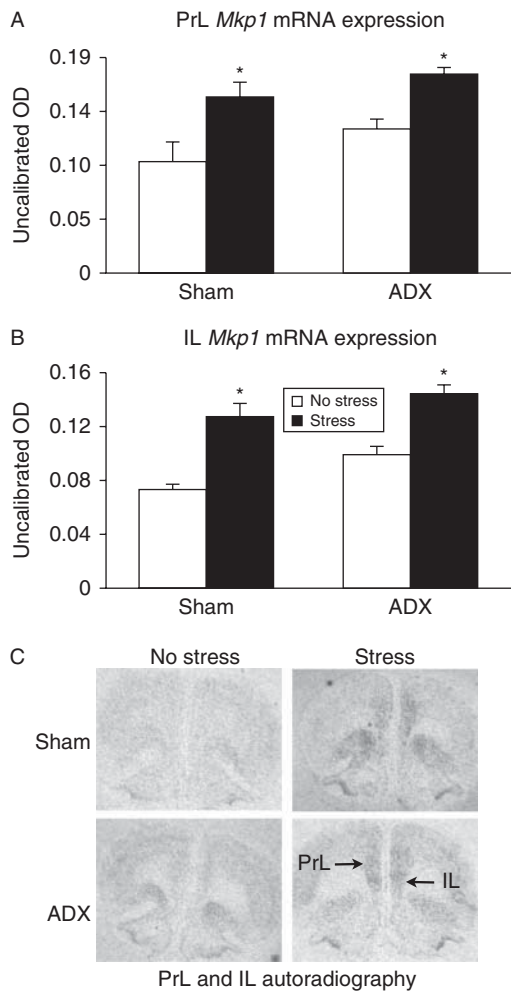 A
PrL Mkp1 mRNA expression
Uncalibrated OD
0.19
0.14
0.10
0.05
0
*
*
Sham
ADX
B
IL Mkp1 mRNA expression
Uncalibrated OD
0.16
0.12
0.08
0.04
0
*
*
No stress
Stress
Sham
ADX
C
No stress
Stress
Sham
ADX
PrL
IL
PrL and IL autoradiography